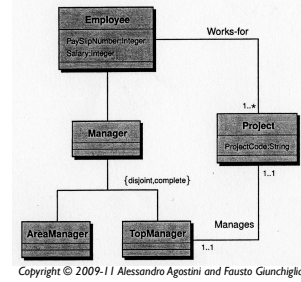 Employee
PaySlipNumber:Integer
Salary:Integer
Works-for
1..*
Manager
Project
ProjectCode:String
{disjoint,complete}
1..1
AreaManager
TopManager
Manages
1..1
Copyright © 2009-11 Alessandro Agostini and Fausto Giunchiglia